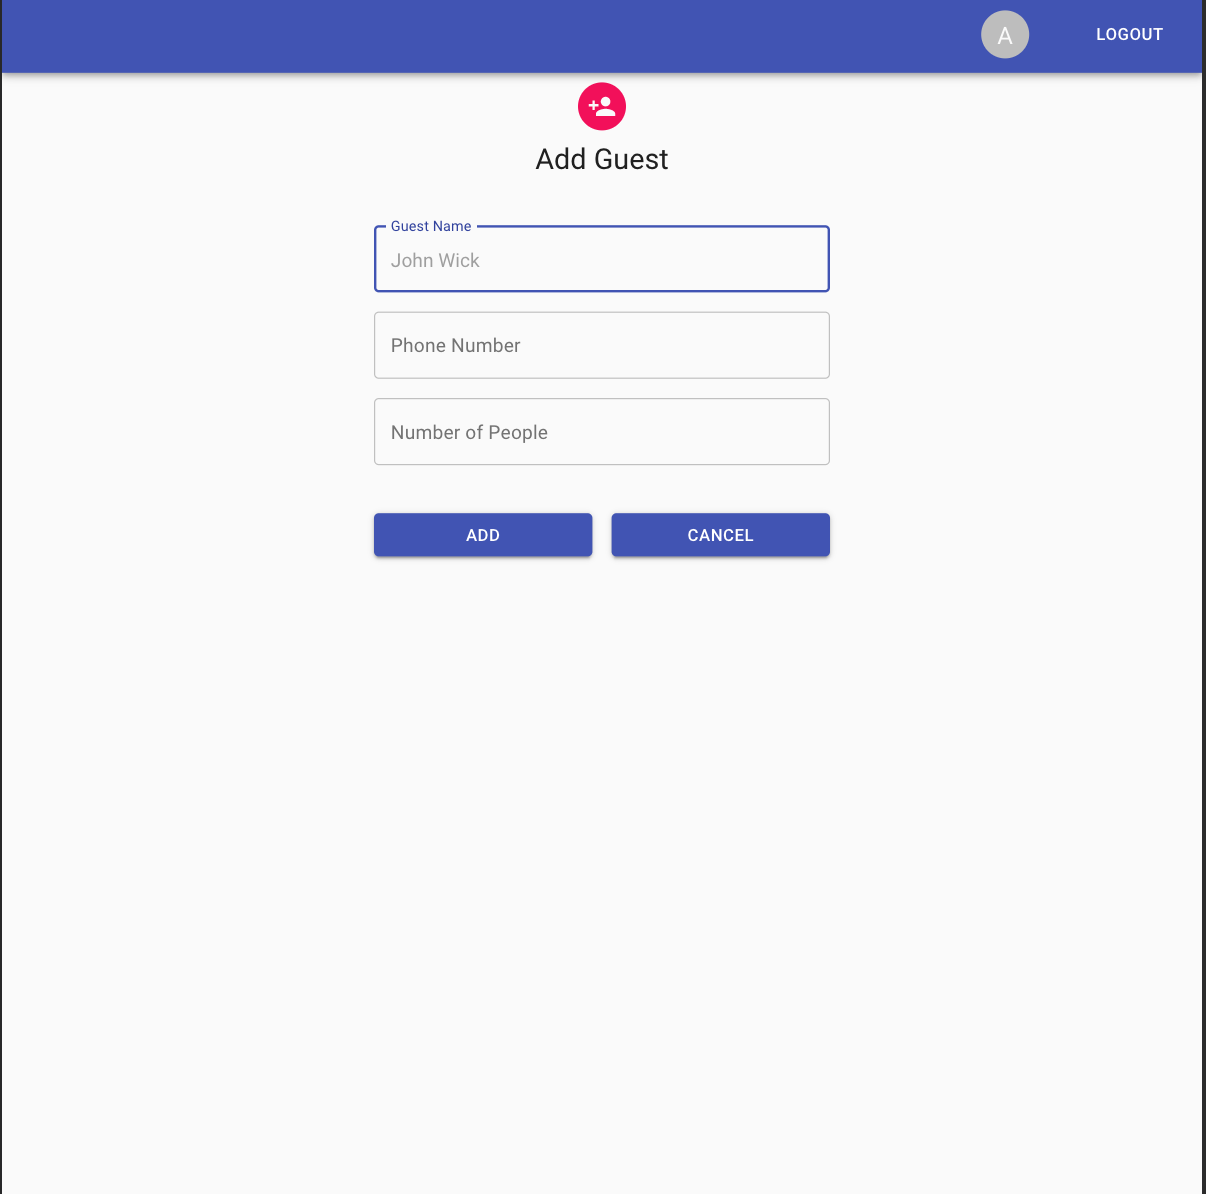 A LOGOUT
Add Guest
Guest Name
John Wick
Phone Number
Number of People
ADD CANCEL